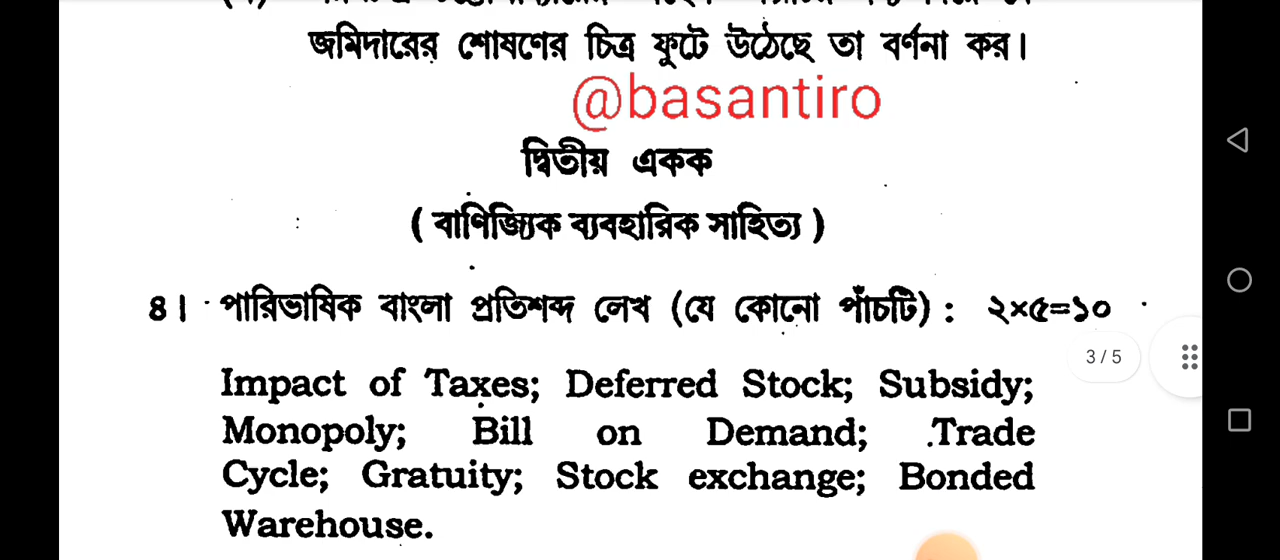 জমিদারের শোষণের চিত্র ফুটে উঠেছে তা বর্ণনা কর।
@basantiro
দ্বিতীয় একক
( বাণিজ্যিক ব্যবহারিক সাহিত্য )
৪। পারিভাষিক বাংলা প্রতিশব্দ লেখ (যে কোনো পাঁচটি) : ২×৫=১০
3 / 5
Impact of Taxes; Deferred Stock; Subsidy;
Monopoly; Bill on Demand; Trade
Cycle; Gratuity; Stock exchange; Bonded
Warehouse.